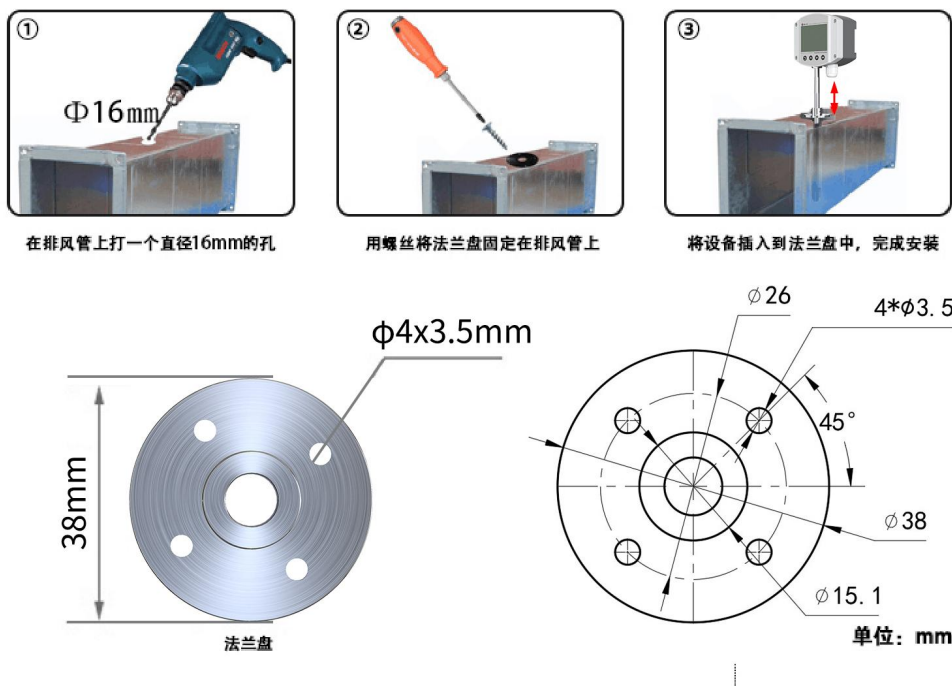 ①
②
③
Φ16mm
在排风管上打一个直径16mm的孔
用螺丝将法兰盘固定在排风管上
将设备插入到法兰盘中，完成安装
φ4x3.5mm
38mm
法兰盘
∅26
4*ϕ3.5
45°
∅38
∅15.1
单位：mm